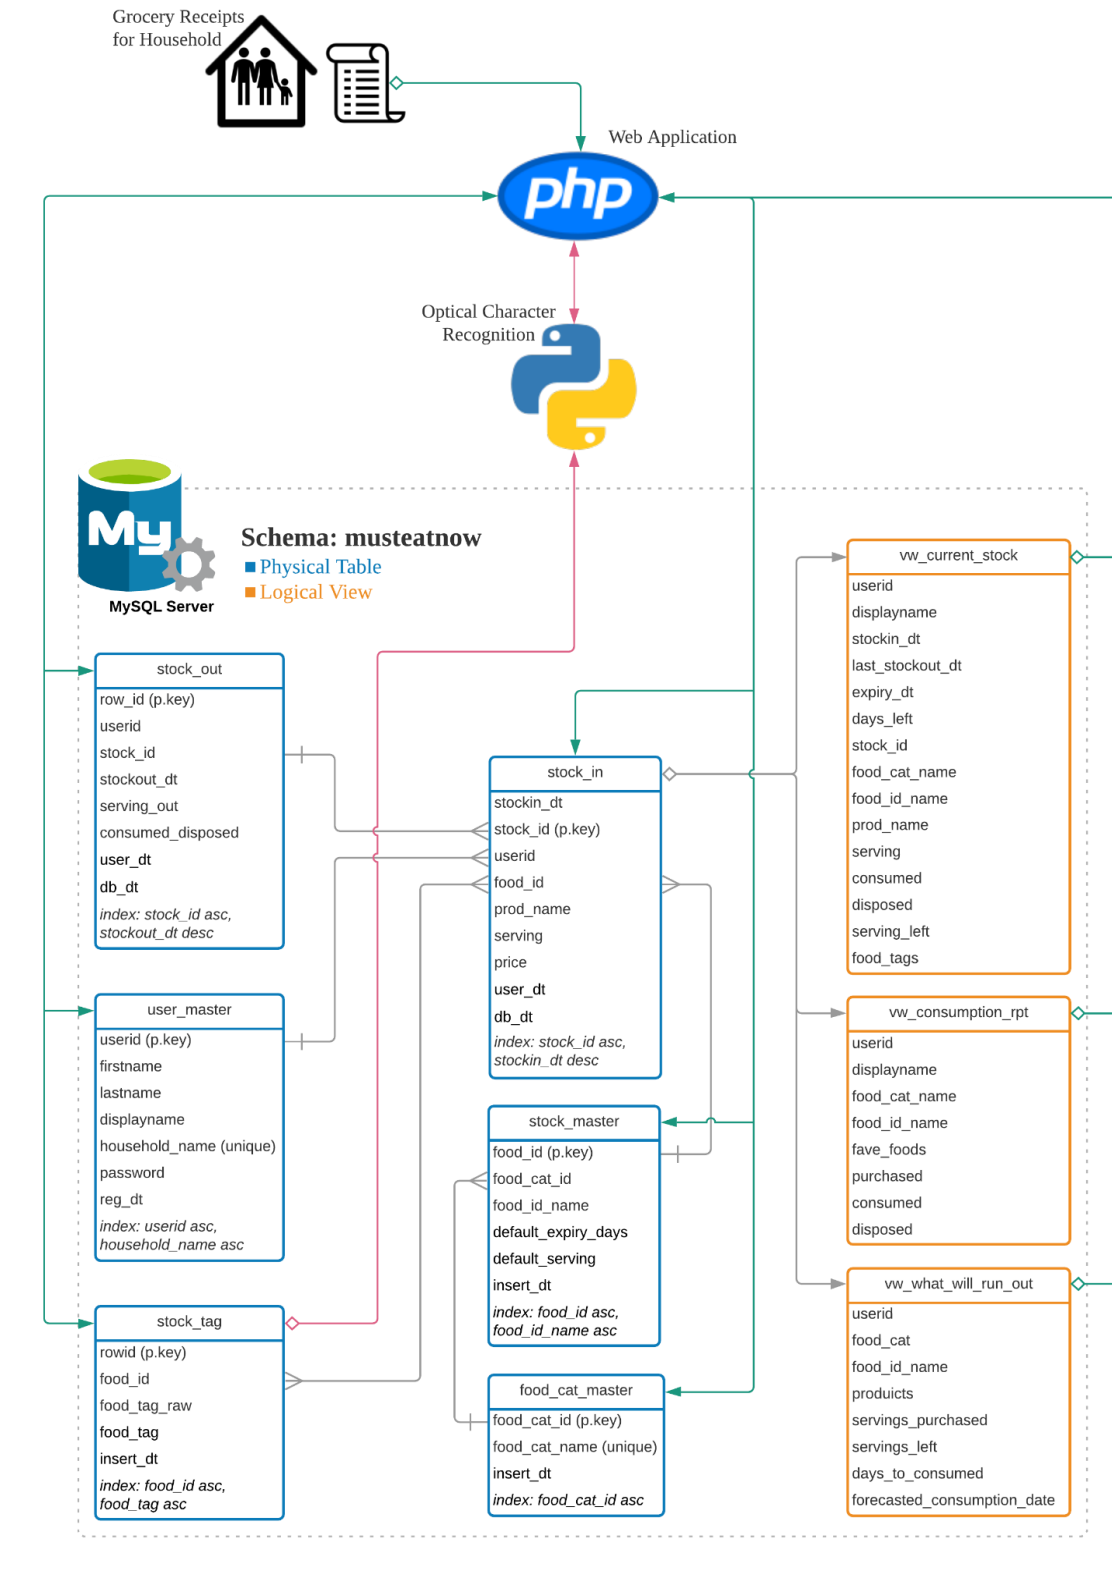 Grocery Receipts
for Household
Web Application
php
Optical Character
Recognition
My
MySQL Server
Schema: musteatnow
Physical Table
Logical View
stock_out
row_id (p.key)
userid
stock_id
stockout_dt
serving_out
consumed_disposed
user_dt
db_dt
index: stock_id asc,
stockout_dt desc
user_master
userid (p.key)
firstname
lastname
displayname
household_name (unique)
password
reg_dt
index: userid asc,
household_name asc
stock_tag
rowid (p.key)
food_id
food_tag_raw
food_tag
insert_dt
index: food_id asc,
food_tag asc
stock_in
stockin_dt
stock_id (p.key)
userid
food_id
prod_name
serving
price
user_dt
db_dt
index: stock_id asc,
stockin_dt desc
stock_master
food_id (p.key)
food_cat_id
food_id_name
default_expiry_days
default_serving
insert_dt
index: food_id asc,
food_id_name asc
food_cat_master
food_cat_id (p.key)
food_cat_name (unique)
insert_dt
index: food_cat_id asc
vw_current_stock
userid
displayname
stockin_dt
last_stockout_dt
expiry_dt
days_left
stock_id
food_cat_name
food_id_name
prod_name
serving
consumed
disposed
serving_left
food_tags
vw_consumption_rpt
userid
displayname
food_cat_name
food_id_name
fave_foods
purchased
consumed
disposed
vw_what_will_run_out
userid
food_cat
food_id_name
produicts
servings_purchased
servings_left
days_to_consumed
forecasted_consumption_date